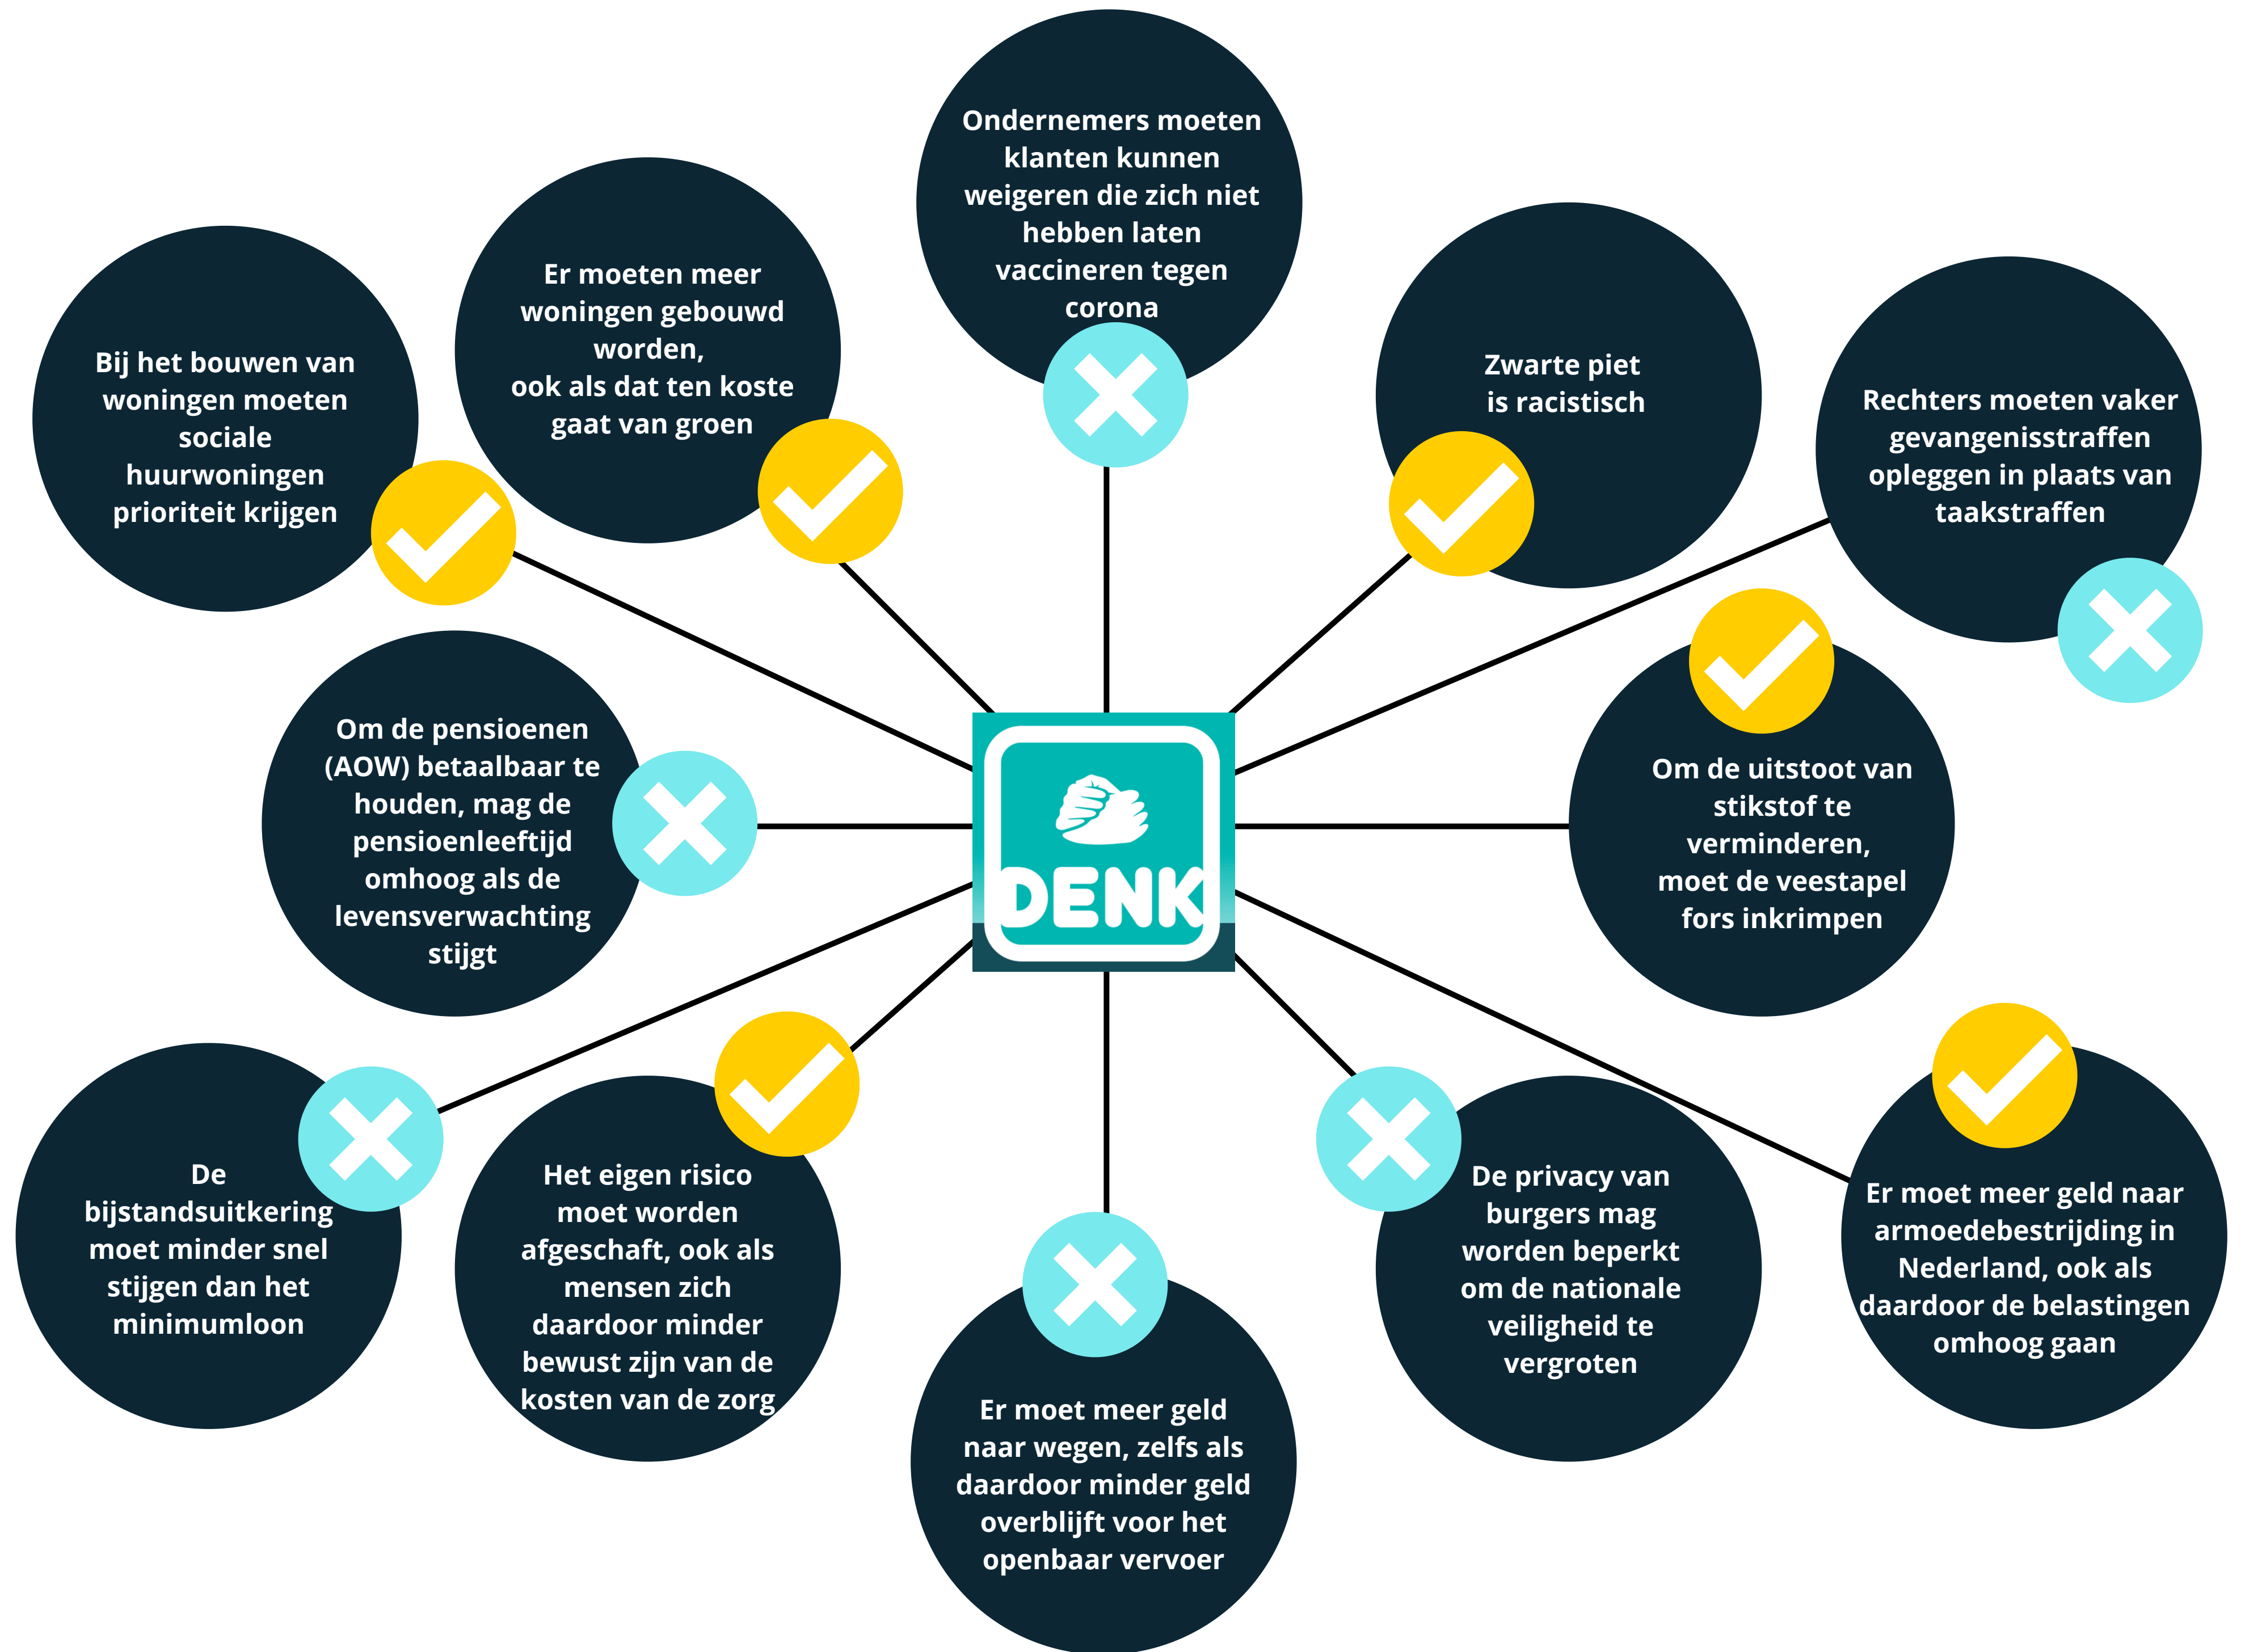 Ondernemers moeten
klanten kunnen
weigeren die zich niet
hebben laten
vaccineren tegen
corona
Er moeten meer
woningen gebouwd
worden,
ook als dat ten koste
gaat van groen
Bij het bouwen van
woningen moeten
sociale
huurwoningen
prioriteit krijgen
Zwarte piet
is racistisch
Rechters moeten vaker
gevangenisstraffen
opleggen in plaats van
taakstraffen
Om de pensioenen
(AOW) betaalbaar te
houden, mag de
pensioenleeftijd
omhoog als de
levensverwachting
stijgt
DENK
Om de uitstoot van
stikstof te
verminderen,
moet de veestapel
fors inkrimpen
De
bijstandsuitkering
moet minder snel
stijgen dan het
minimumloon
Het eigen risico
moet worden
afgeschaft, ook als
mensen zich
daardoor minder
bewust zijn van de
kosten van de zorg
Er moet meer geld
naar wegen, zelfs als
daardoor minder geld
overblijft voor het
openbaar vervoer
De privacy van
burgers mag
worden beperkt
om de nationale
veiligheid te
vergroten
Er moet meer geld naar
armoedebestrijding in
Nederland, ook als
daardoor de belastingen
omhoog gaan